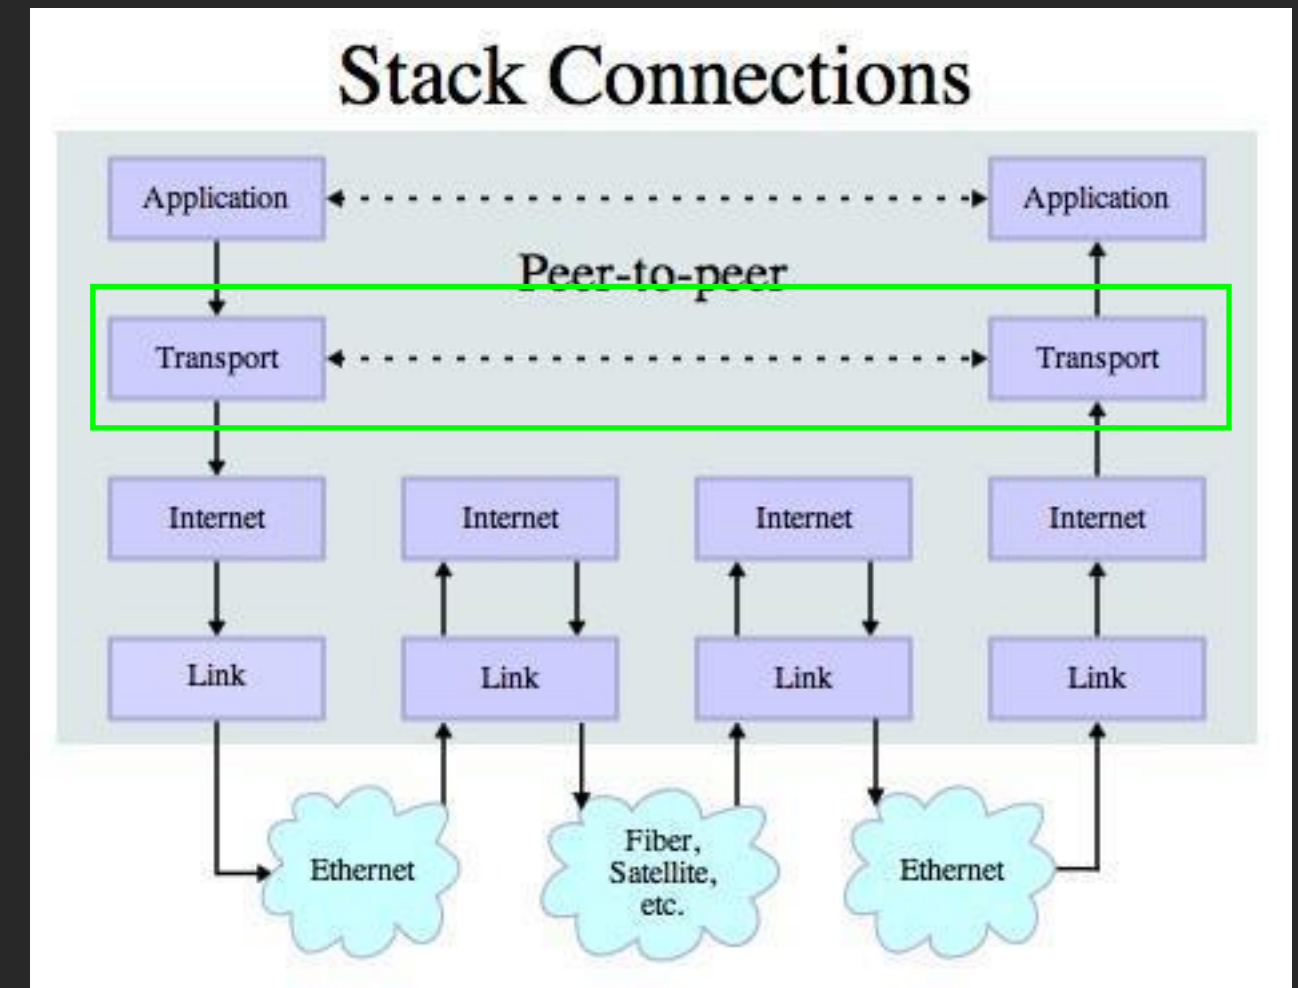 Stack Connections
Application
Application
Peer-to-peer
Transport
Transport
Internet
Internet
Internet
Internet
Link
Link
Link
Link
Ethernet
Fiber,
Satellite,
etc.
Ethernet